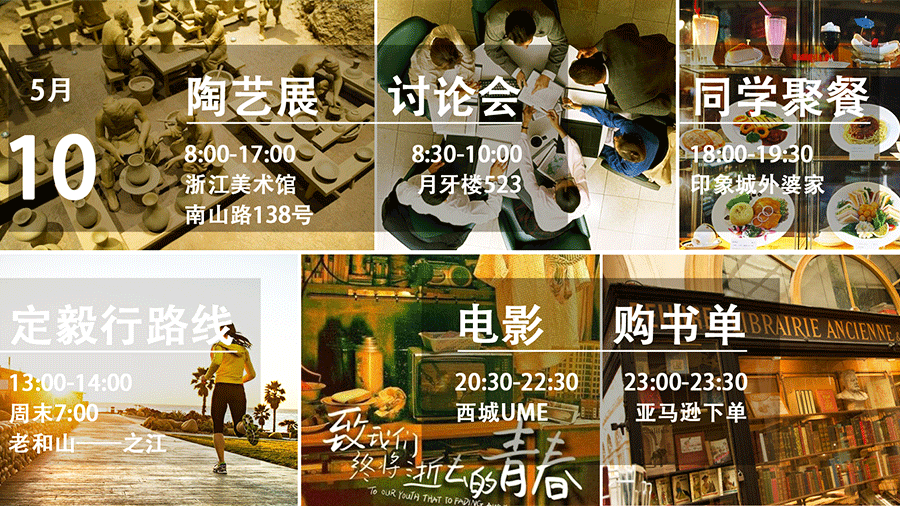 5月
10
陶艺展
8:00-17:00
浙江美术馆
南山路138号
讨论会
8:30-10:00
月牙楼523
同学聚餐
18:00-19:30
印象城外婆家
定毅行路线
13:00-14:00
周末7:00
老和山——之江
电影
20:30-22:30
西城UME
致我们
终将逝去的青春
TO OUR YOUTH THAT TO FADING
购书单
23:00-23:30
亚马逊下单
LIBRAIRIE ANCIENNE